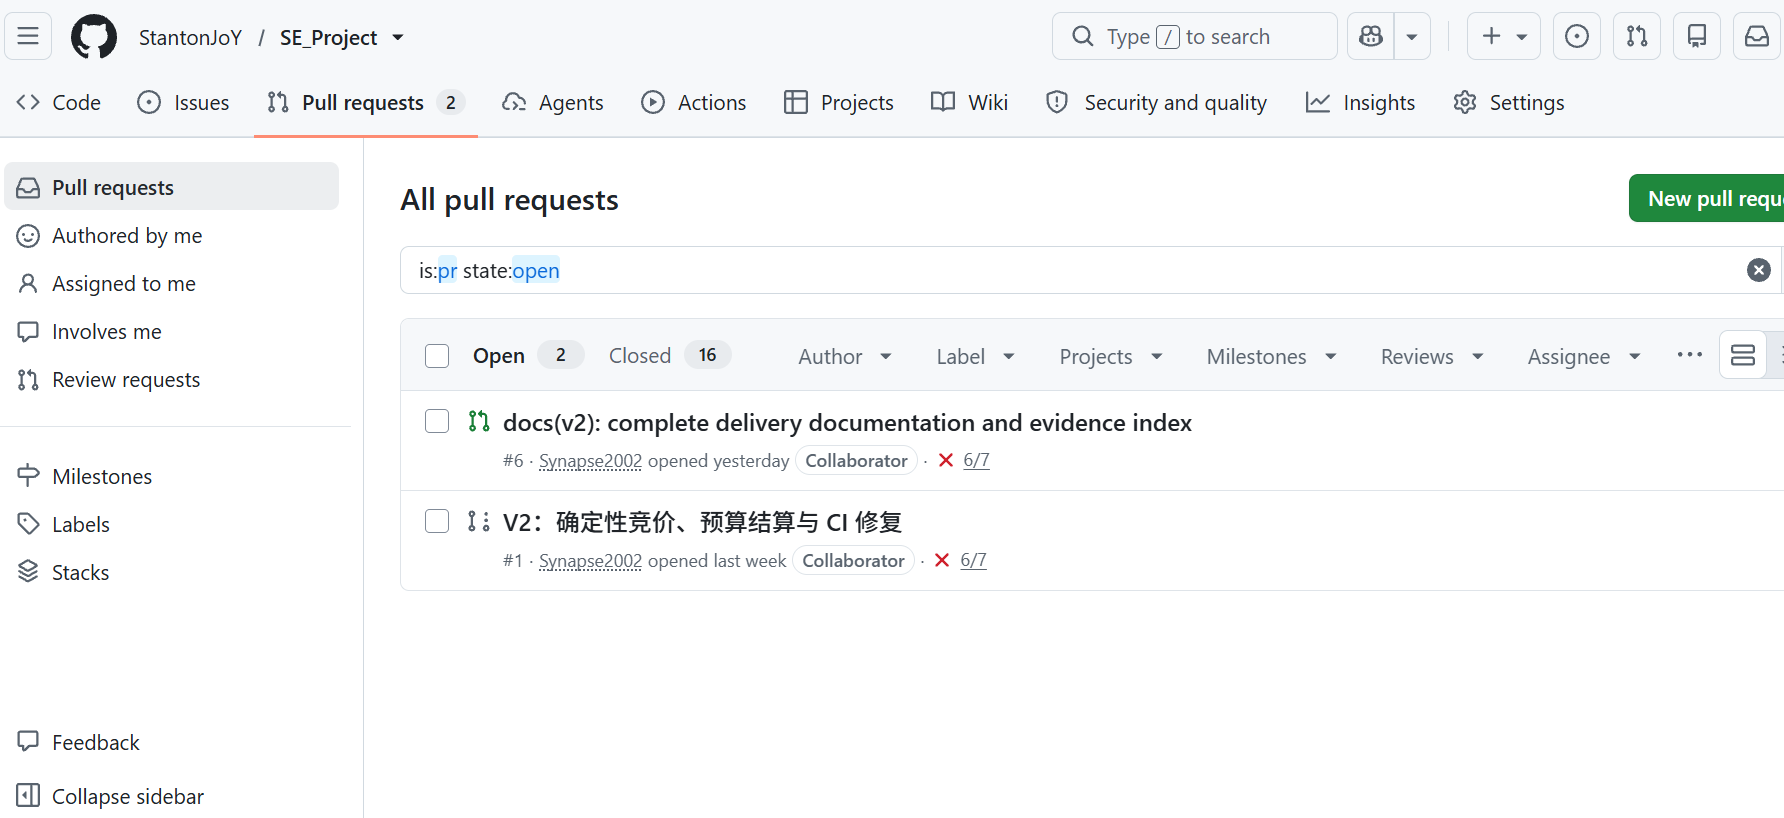 StantonJoY / SE_Project
Type / to search
Code
Issues
Pull requests 2
Agents
Actions
Projects
Wiki
Security and quality
Insights
Settings
Pull requests
Authored by me
Assigned to me
Involves me
Review requests
Milestones
Labels
Stacks
Feedback
Collapse sidebar
All pull requests
New pull requ
is:pr state:open
Open 2
Closed 16
Author
Label
Projects
Milestones
Reviews
Assignee
docs(v2): complete delivery documentation and evidence index
#6 · Synapse2002 opened yesterday Collaborator · 6/7
V2：确定性竞价、预算结算与 CI 修复
#1 · Synapse2002 opened last week Collaborator · 6/7